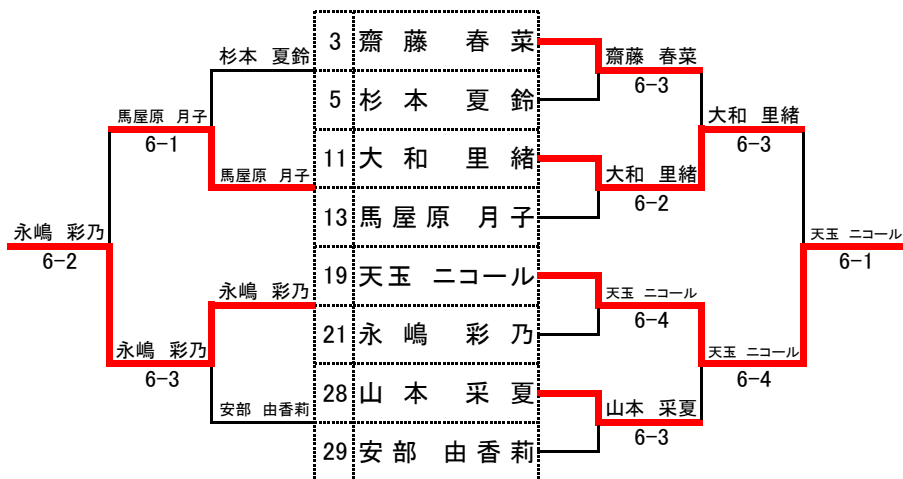 3 齋藤 春菜
杉本 夏鈴
齋藤 春菜
6-3
5 杉本 夏鈴
馬屋原 月子
6-1
大和 里緒
6-3
11 大和 里緒
馬屋原 月子
大和 里緒
6-2
13 馬屋原 月子
永嶋 彩乃
6-2
天玉 ニコール
6-1
19 天玉 ニコール
永嶋 彩乃
天玉 ニコール
6-4
21 永嶋 彩乃
永嶋 彩乃
6-3
天玉 ニコール
6-4
28 山本 采夏
安部 由香莉
山本 采夏
6-3
29 安部 由香莉